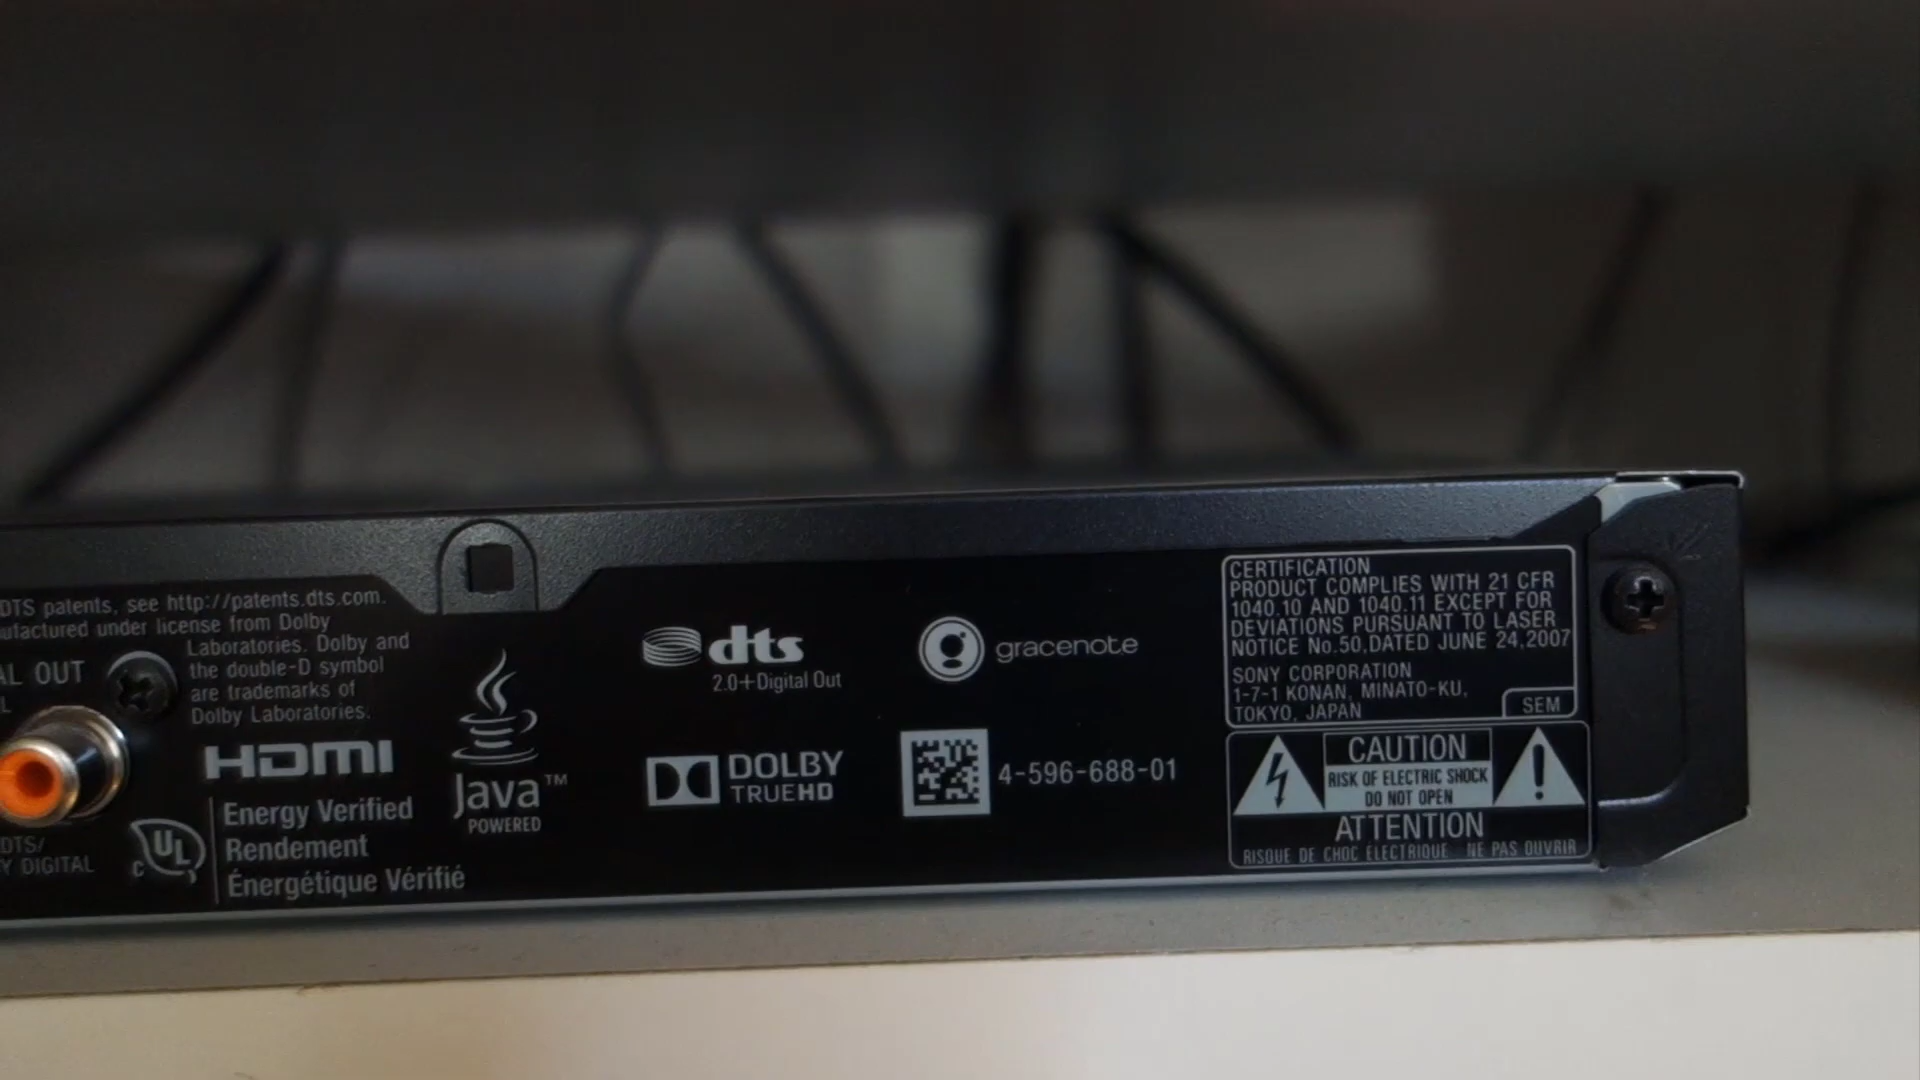 DTS patents, see http://patents.dts.com.
ufactured under license from Dolby
Laboratories. Dolby and
the double-D symbol
are trademarks of
Dolby Laboratories.
AL OUT
L
HDMI
DTS/
Y DIGITAL
c UL
Energy Verified
Rendement
Énergétique Vérifié
Java™
POWERED
dts
2.0+Digital Out
DOLBY
TRUEHD
gracenote
4-596-688-01
CERTIFICATION
PRODUCT COMPLIES WITH 21 CFR
1040.10 AND 1040.11 EXCEPT FOR
DEVIATIONS PURSUANT TO LASER
NOTICE No.50,DATED JUNE 24,2007
SONY CORPORATION
1-7-1 KONAN, MINATO-KU,
TOKYO, JAPAN
SEM
CAUTION
RISK OF ELECTRIC SHOCK
DO NOT OPEN
ATTENTION
RISQUE DE CHOC ÉLECTRIQUE NE PAS OUVRIR